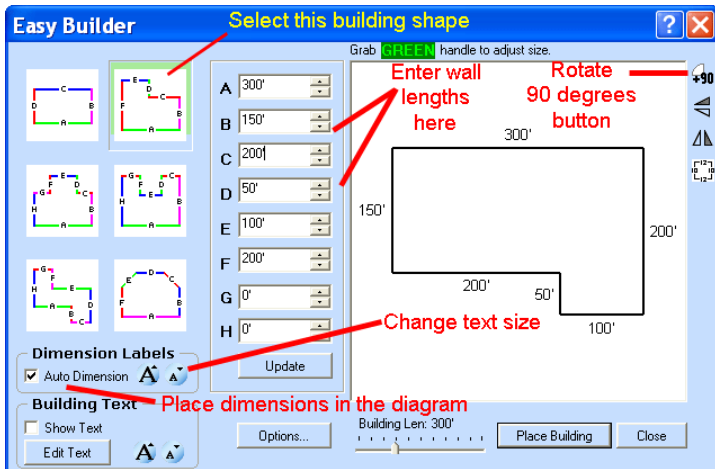 Easy Builder
Select this building shape
Grab GREEN handle to adjust size.
C
D
B
A
E
F
D
C
B
A
E
G
F
D
C
H
B
A
G
F
D
C
H
E
B
A
G
F
E
H
D
A
B
C
D
E
C
F
B
A
A 300'
B 150'
C 200'
D 50'
E 100'
F 200'
G 0'
H 0'
Update
Enter wall
lengths
here
Rotate
90 degrees
button
+90
300'
150'
200'
200'
50'
100'
Change text size
Dimension Labels
Auto Dimension A A
Place dimensions in the diagram
Building Text
Show Text
Edit Text A A
Options...
Building Len: 300'
Place Building
Close